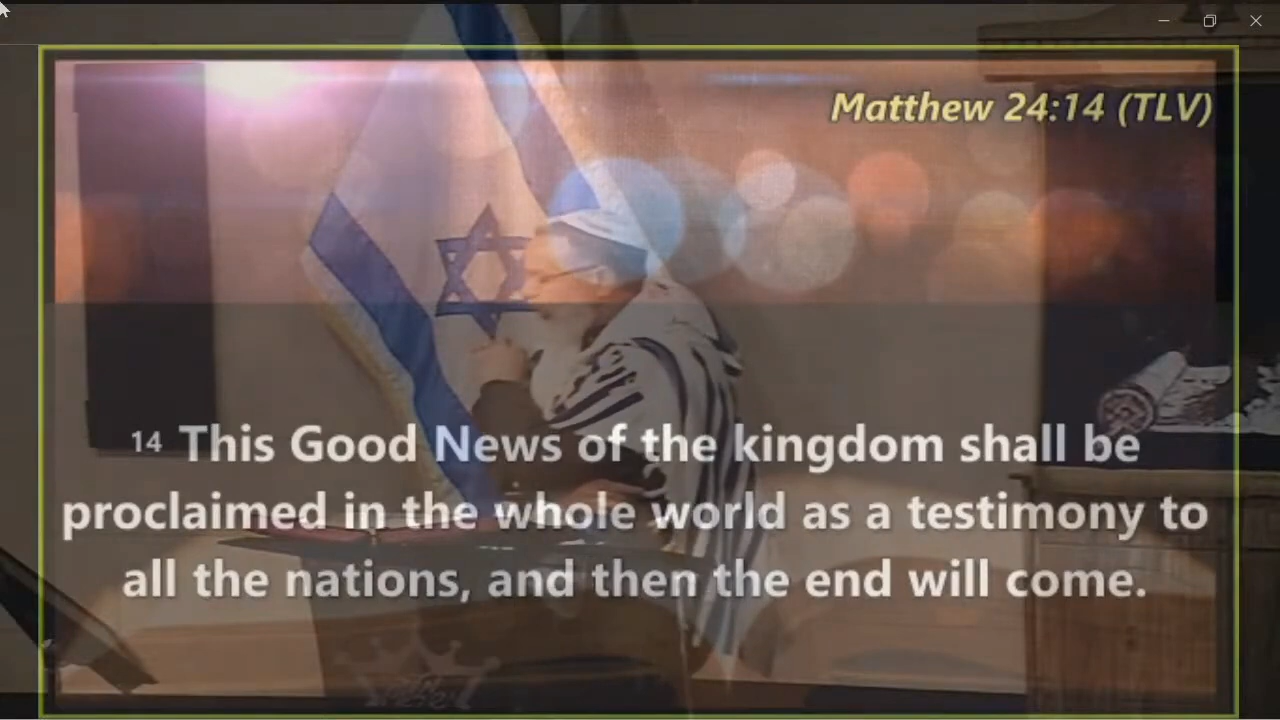 Matthew 24:14 (TLV)
14 This Good News of the kingdom shall be
proclaimed in the whole world as a testimony to
all the nations, and then the end will come.